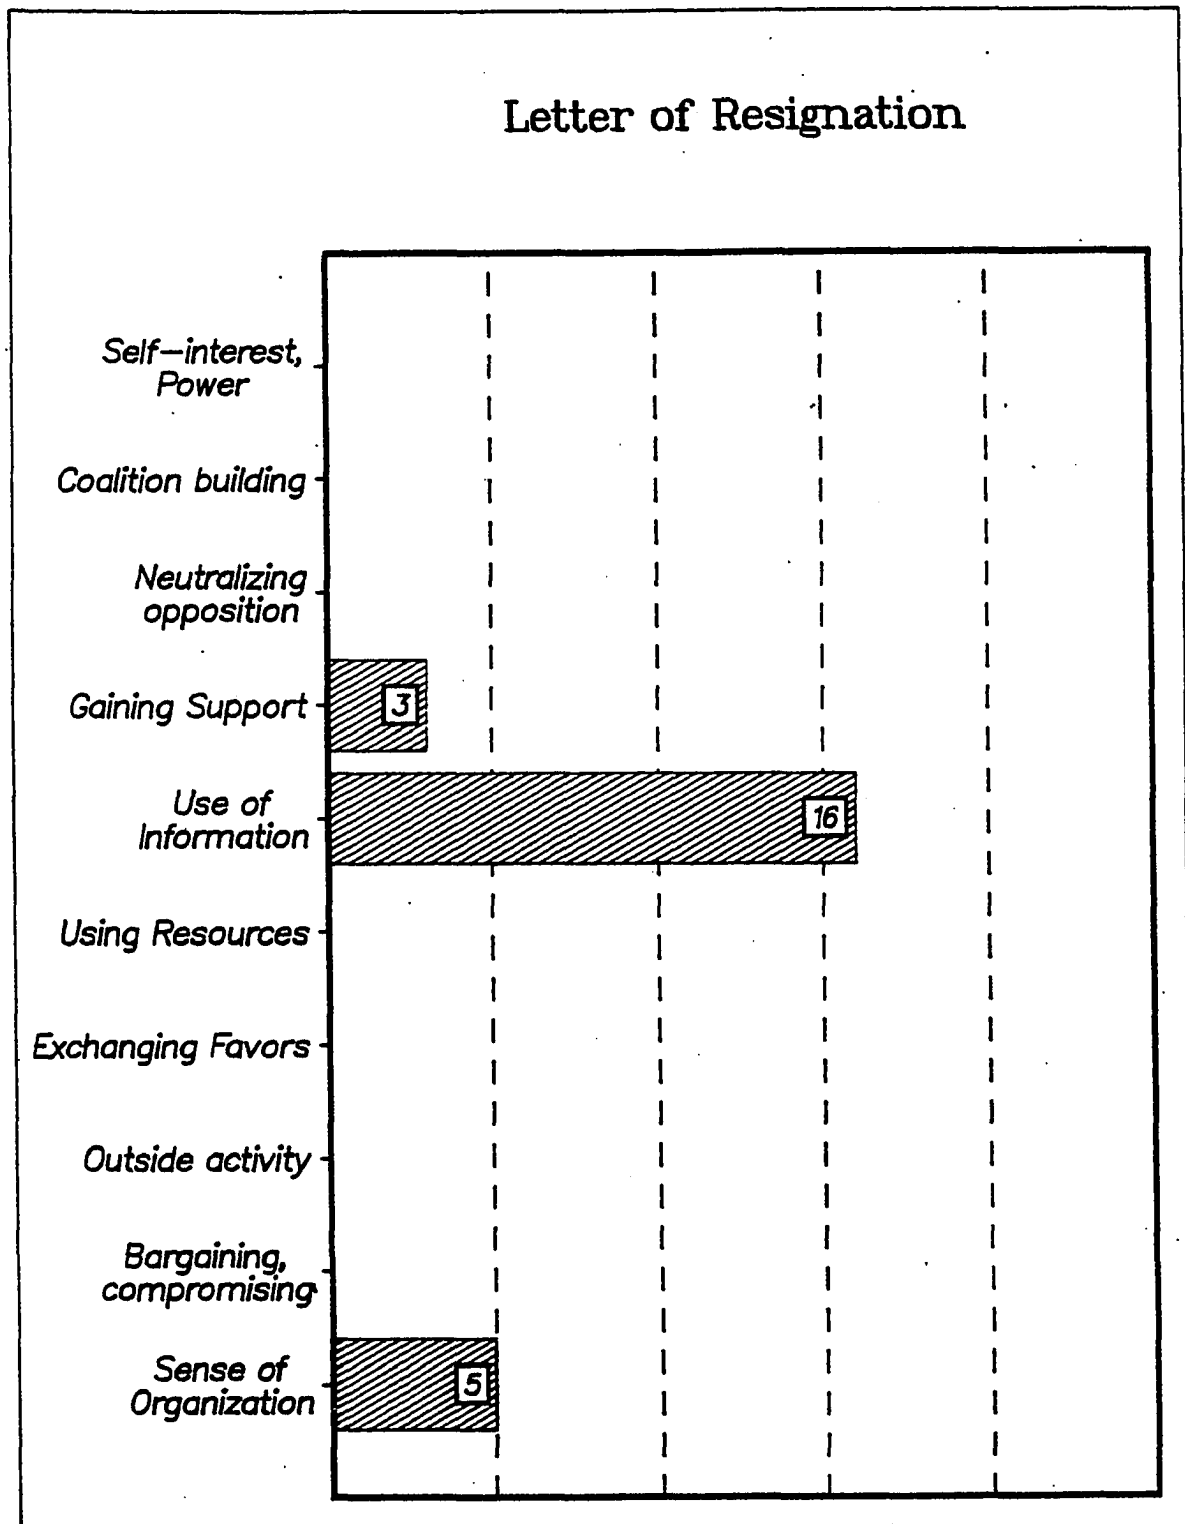 Letter of Resignation
Self-interest,
Power
Coalition building
Neutralizing
opposition
Gaining Support
3
Use of
Information
16
Using Resources
Exchanging Favors
Outside activity
Bargaining,
compromising
Sense of
Organization
5